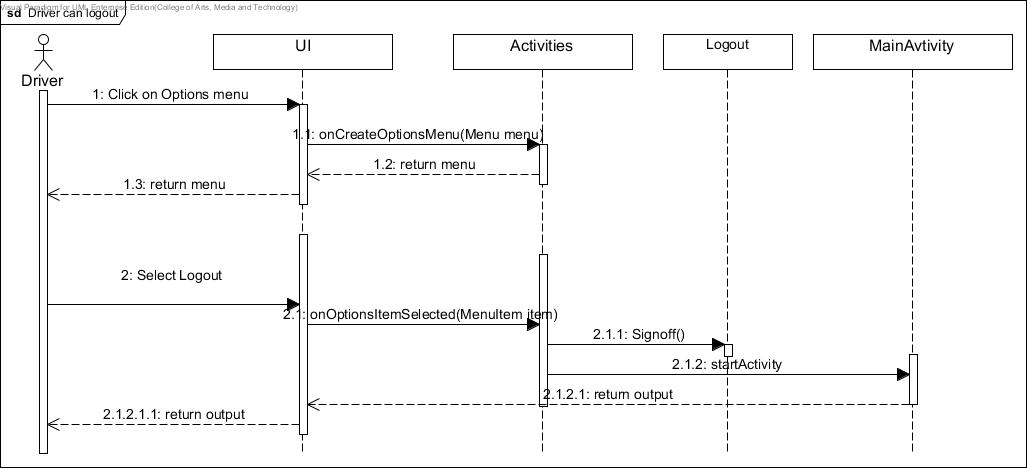 Visual Paradigm for UML Enterprise Edition(College of Arts, Media and Technology)
sd Driver can logout
Driver
UI
Activities
Logout
MainAvtivity
1: Click on Options menu
1.1: onCreateOptionsMenu(Menu menu)
1.2: return menu
1.3: return menu
2: Select Logout
2.1: onOptionsItemSelected(MenuItem item)
2.1.1: Signoff()
2.1.2: startActivity
2.1.2.1: return output
2.1.2.1.1: return output